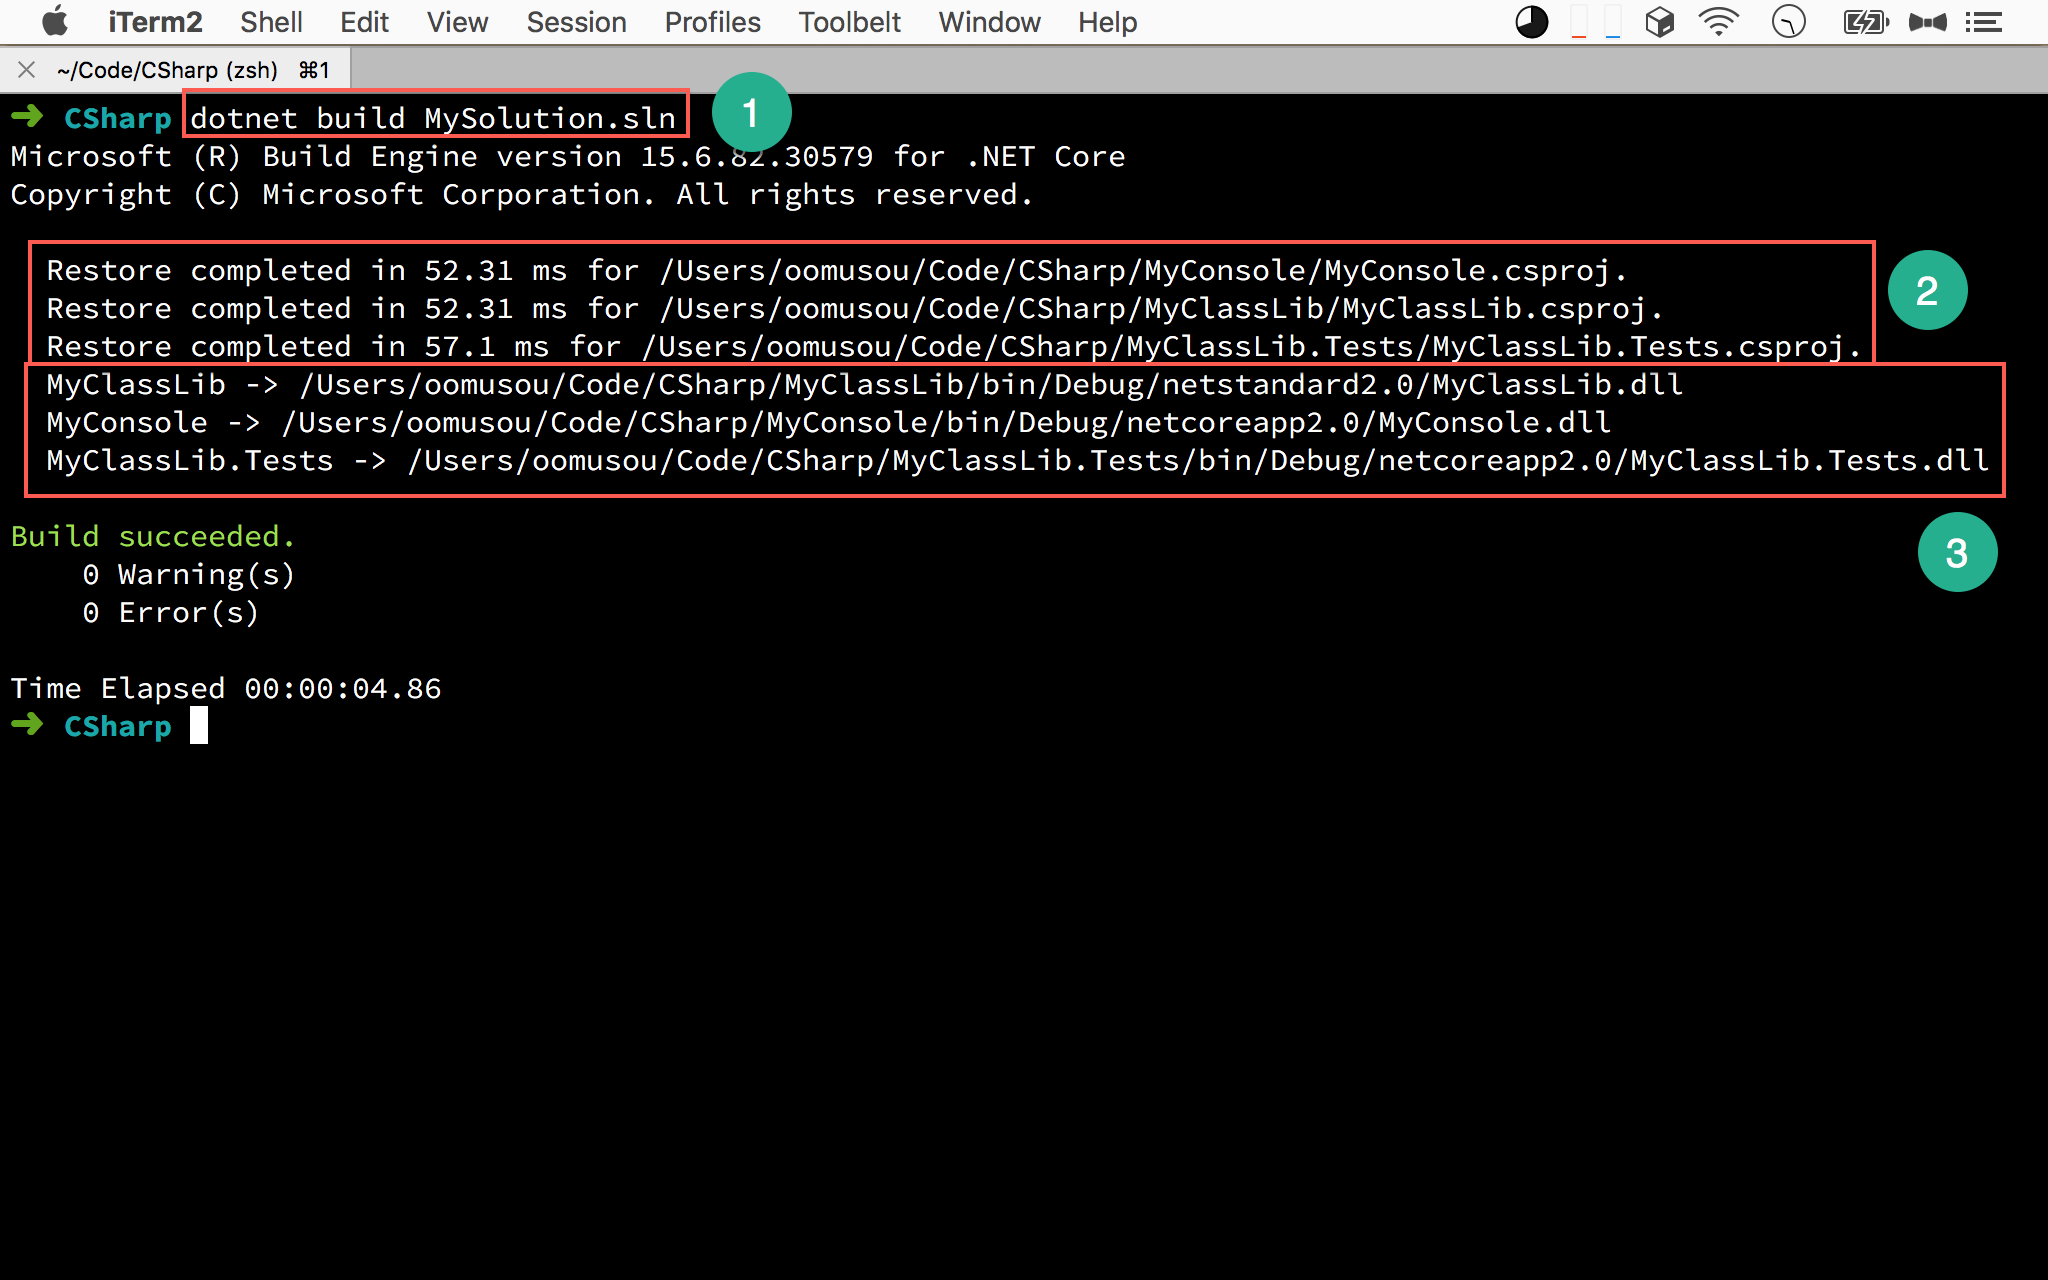 iTerm2 Shell Edit View Session Profiles Toolbelt Window Help
~/Code/CSharp (zsh) ⌘1
➜ CSharp dotnet build MySolution.sln
1
Microsoft (R) Build Engine version 15.6.82.30579 for .NET Core
Copyright (C) Microsoft Corporation. All rights reserved.
Restore completed in 52.31 ms for /Users/oomusou/Code/CSharp/MyConsole/MyConsole.csproj.
2
Restore completed in 52.31 ms for /Users/oomusou/Code/CSharp/MyClassLib/MyClassLib.csproj.
Restore completed in 57.1 ms for /Users/oomusou/Code/CSharp/MyClassLib.Tests/MyClassLib.Tests.csproj.
MyClassLib -> /Users/oomusou/Code/CSharp/MyClassLib/bin/Debug/netstandard2.0/MyClassLib.dll
MyConsole -> /Users/oomusou/Code/CSharp/MyConsole/bin/Debug/netcoreapp2.0/MyConsole.dll
MyClassLib.Tests -> /Users/oomusou/Code/CSharp/MyClassLib.Tests/bin/Debug/netcoreapp2.0/MyClassLib.Tests.dll
Build succeeded.
3
0 Warning(s)
0 Error(s)
Time Elapsed 00:00:04.86
➜ CSharp